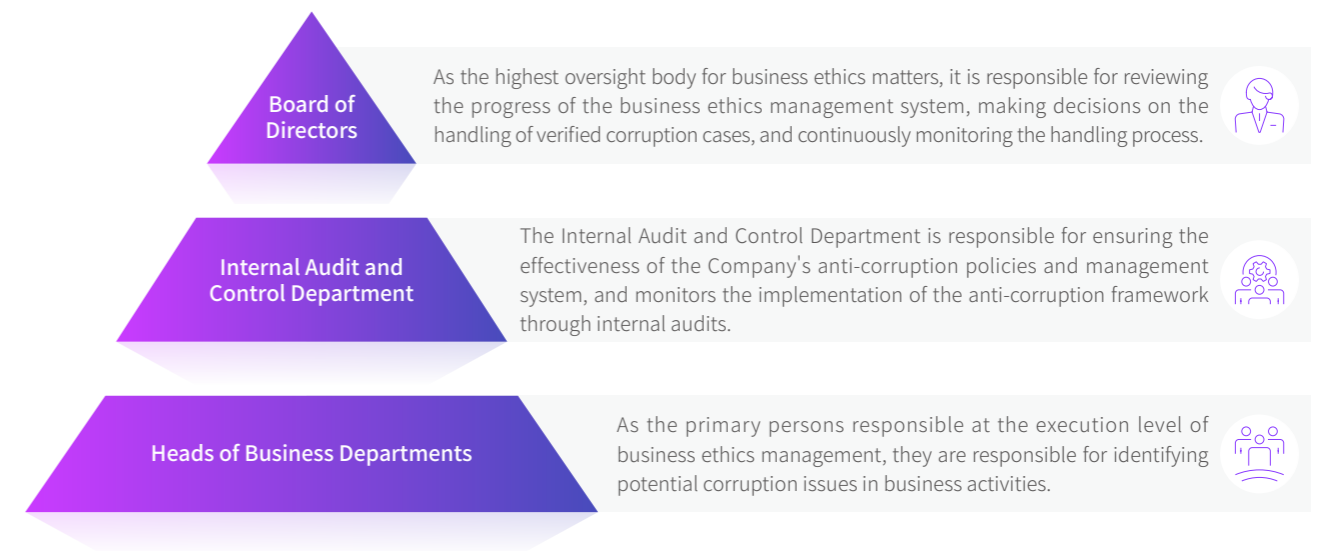 Board of
Directors
As the highest oversight body for business ethics matters, it is responsible for reviewing
the progress of the business ethics management system, making decisions on the
handling of verified corruption cases, and continuously monitoring the handling process.
Internal Audit and
Control Department
The Internal Audit and Control Department is responsible for ensuring the
effectiveness of the Company's anti-corruption policies and management
system, and monitors the implementation of the anti-corruption framework
through internal audits.
Heads of Business Departments
As the primary persons responsible at the execution level of
business ethics management, they are responsible for identifying
potential corruption issues in business activities.